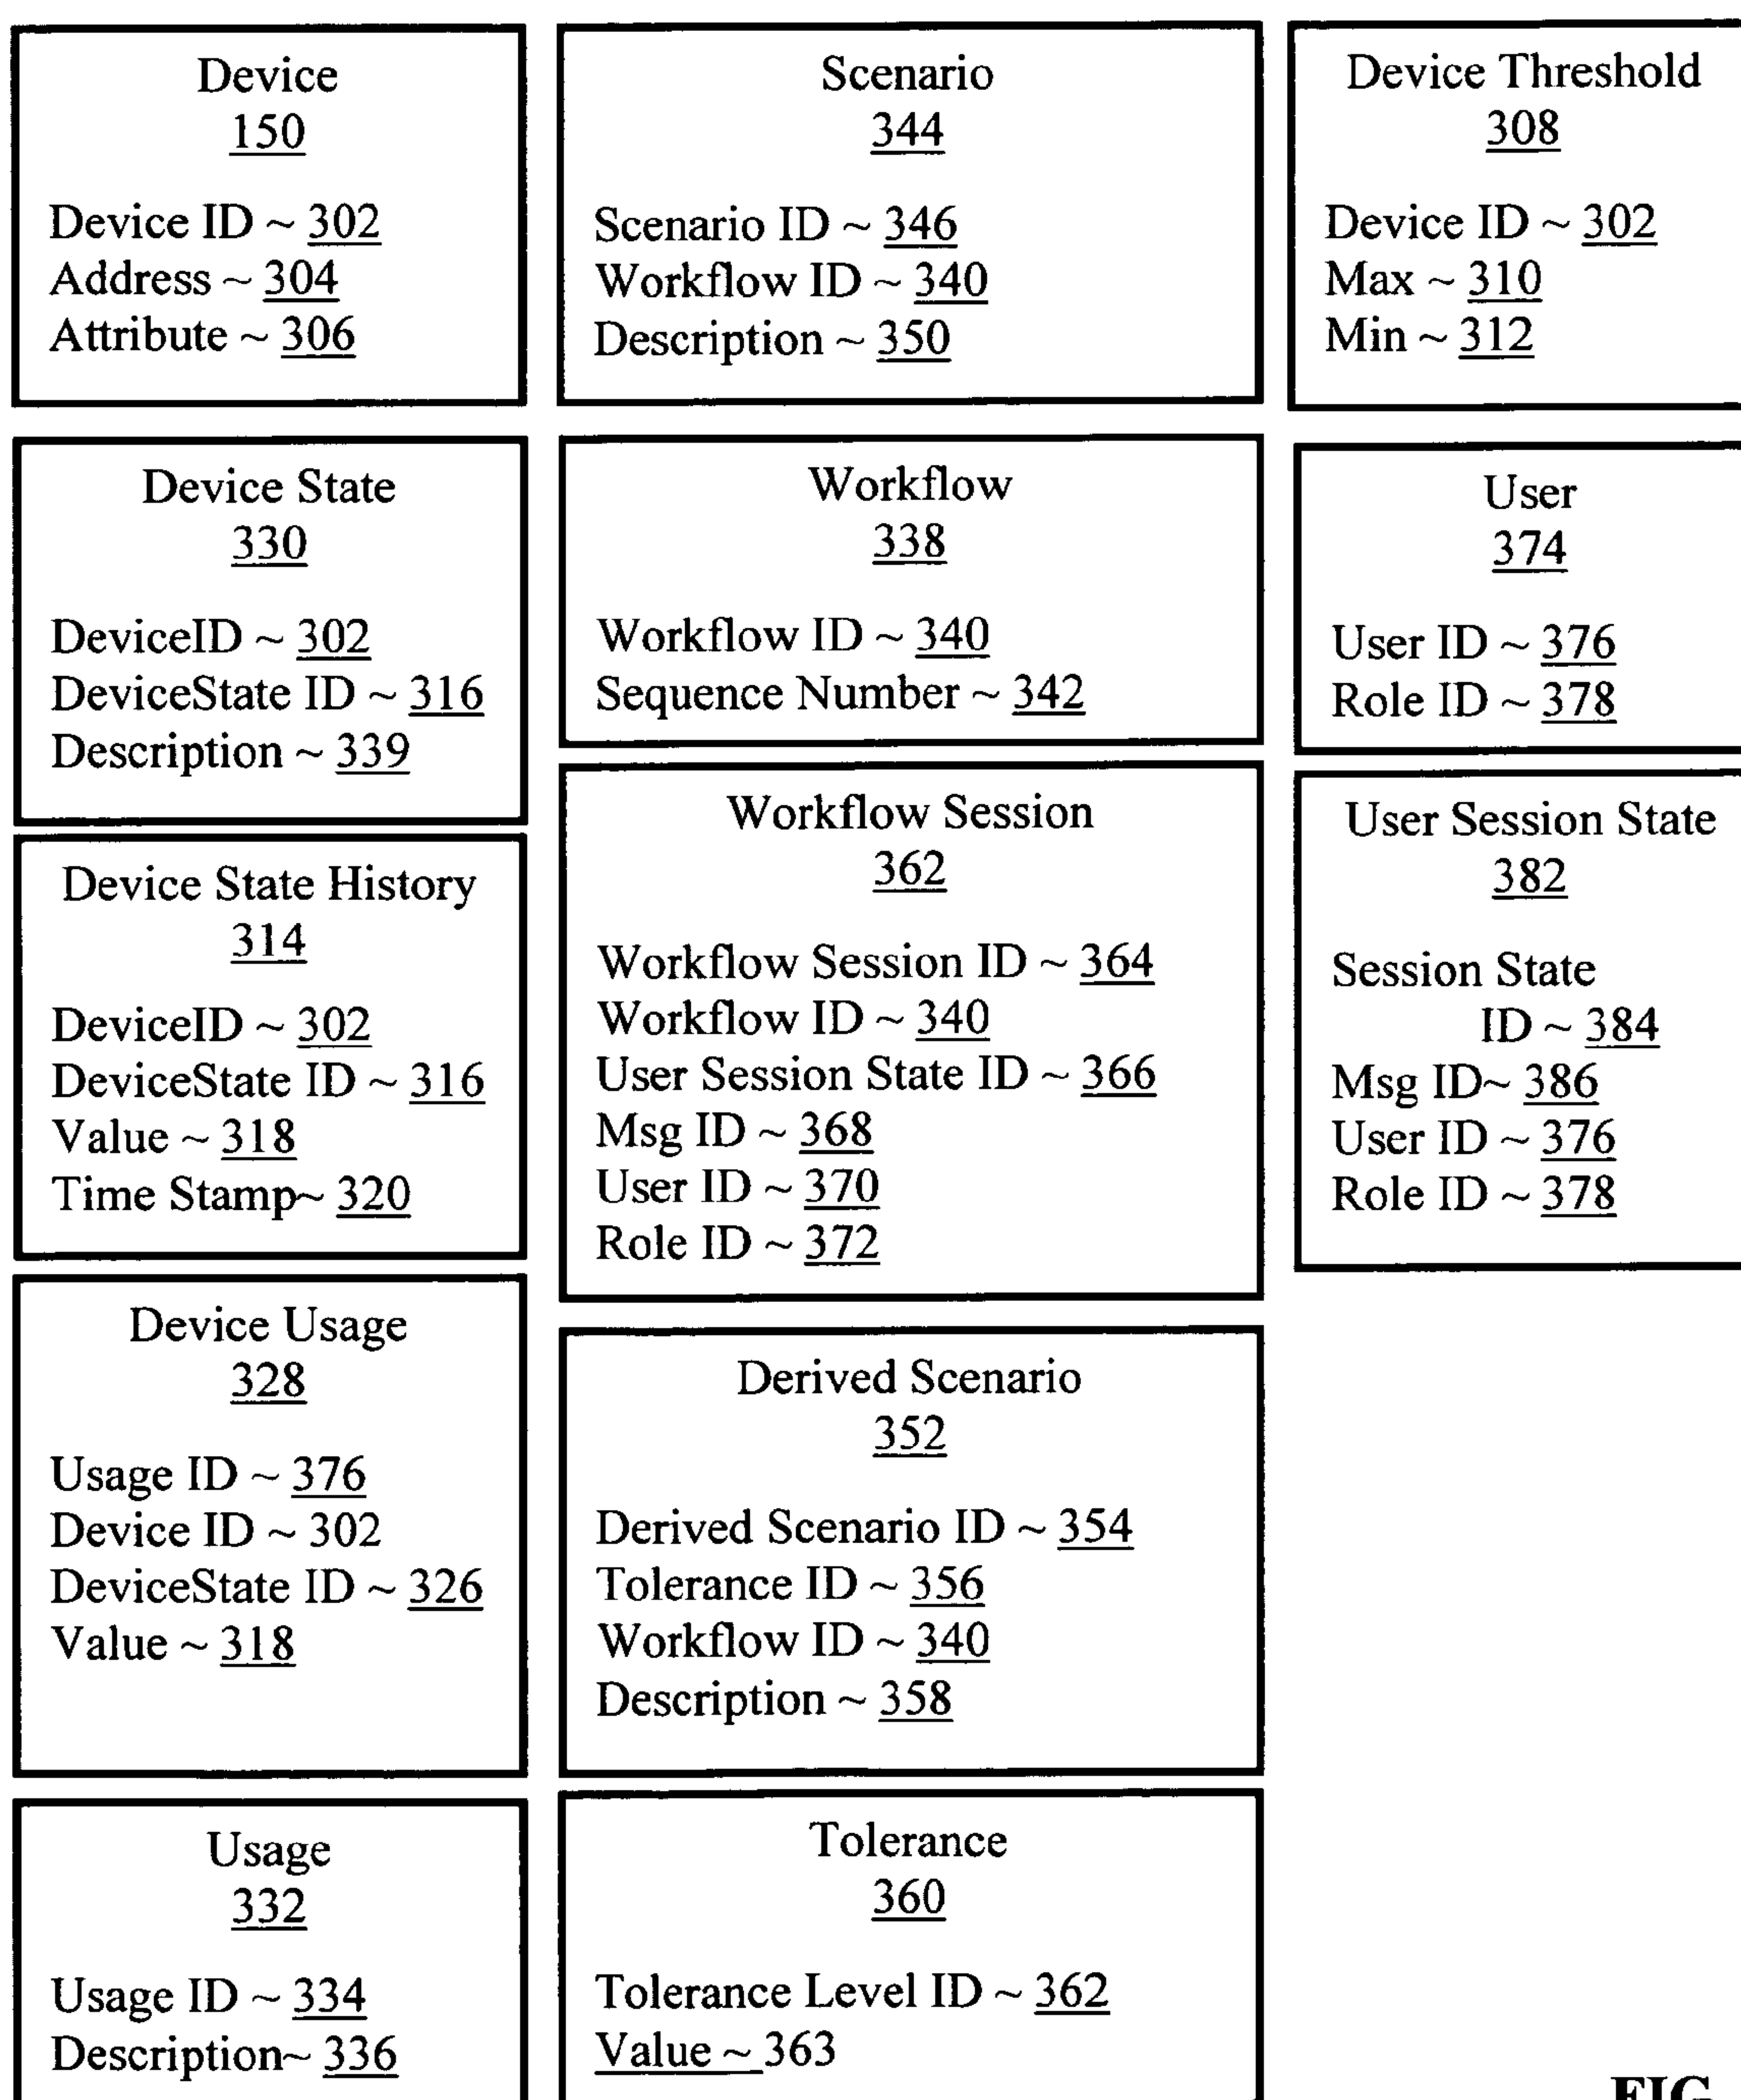 Device
150
Device ID ~ 302
Address ~ 304
Attribute ~ 306
Scenario
344
Scenario ID ~ 346
Workflow ID ~ 340
Description ~ 350
Device Threshold
308
Device ID ~ 302
Max ~ 310
Min ~ 312
Device State
330
DeviceID ~ 302
DeviceState ID ~ 316
Description ~ 339
Workflow
338
Workflow ID ~ 340
Sequence Number ~ 342
User
374
User ID ~ 376
Role ID ~ 378
Device State History
314
DeviceID ~ 302
DeviceState ID ~ 316
Value ~ 318
Time Stamp~ 320
Workflow Session
362
Workflow Session ID ~ 364
Workflow ID ~ 340
User Session State ID ~ 366
Msg ID ~ 368
User ID ~ 370
Role ID ~ 372
User Session State
382
Session State
ID ~ 384
Msg ID~ 386
User ID ~ 376
Role ID ~ 378
Device Usage
328
Usage ID ~ 376
Device ID ~ 302
DeviceState ID ~ 326
Value ~ 318
Derived Scenario
352
Derived Scenario ID ~ 354
Tolerance ID ~ 356
Workflow ID ~ 340
Description ~ 358
Usage
332
Usage ID ~ 334
Description~ 336
Tolerance
360
Tolerance Level ID ~ 362
Value ~ 363
FIG